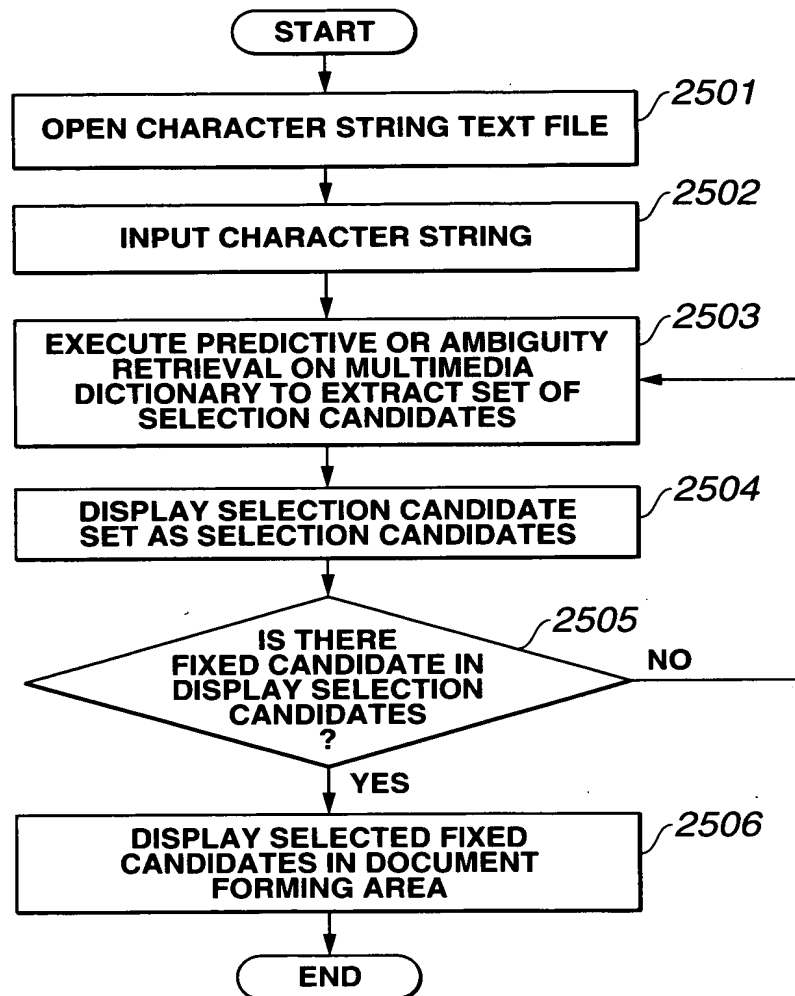 START
2501
OPEN CHARACTER STRING TEXT FILE
2502
INPUT CHARACTER STRING
2503
EXECUTE PREDICTIVE OR AMBIGUITY
RETRIEVAL ON MULTIMEDIA
DICTIONARY TO EXTRACT SET OF
SELECTION CANDIDATES
2504
DISPLAY SELECTION CANDIDATE
SET AS SELECTION CANDIDATES
2505
IS THERE
FIXED CANDIDATE IN
DISPLAY SELECTION
CANDIDATES
?
NO
YES
2506
DISPLAY SELECTED FIXED
CANDIDATES IN DOCUMENT
FORMING AREA
END